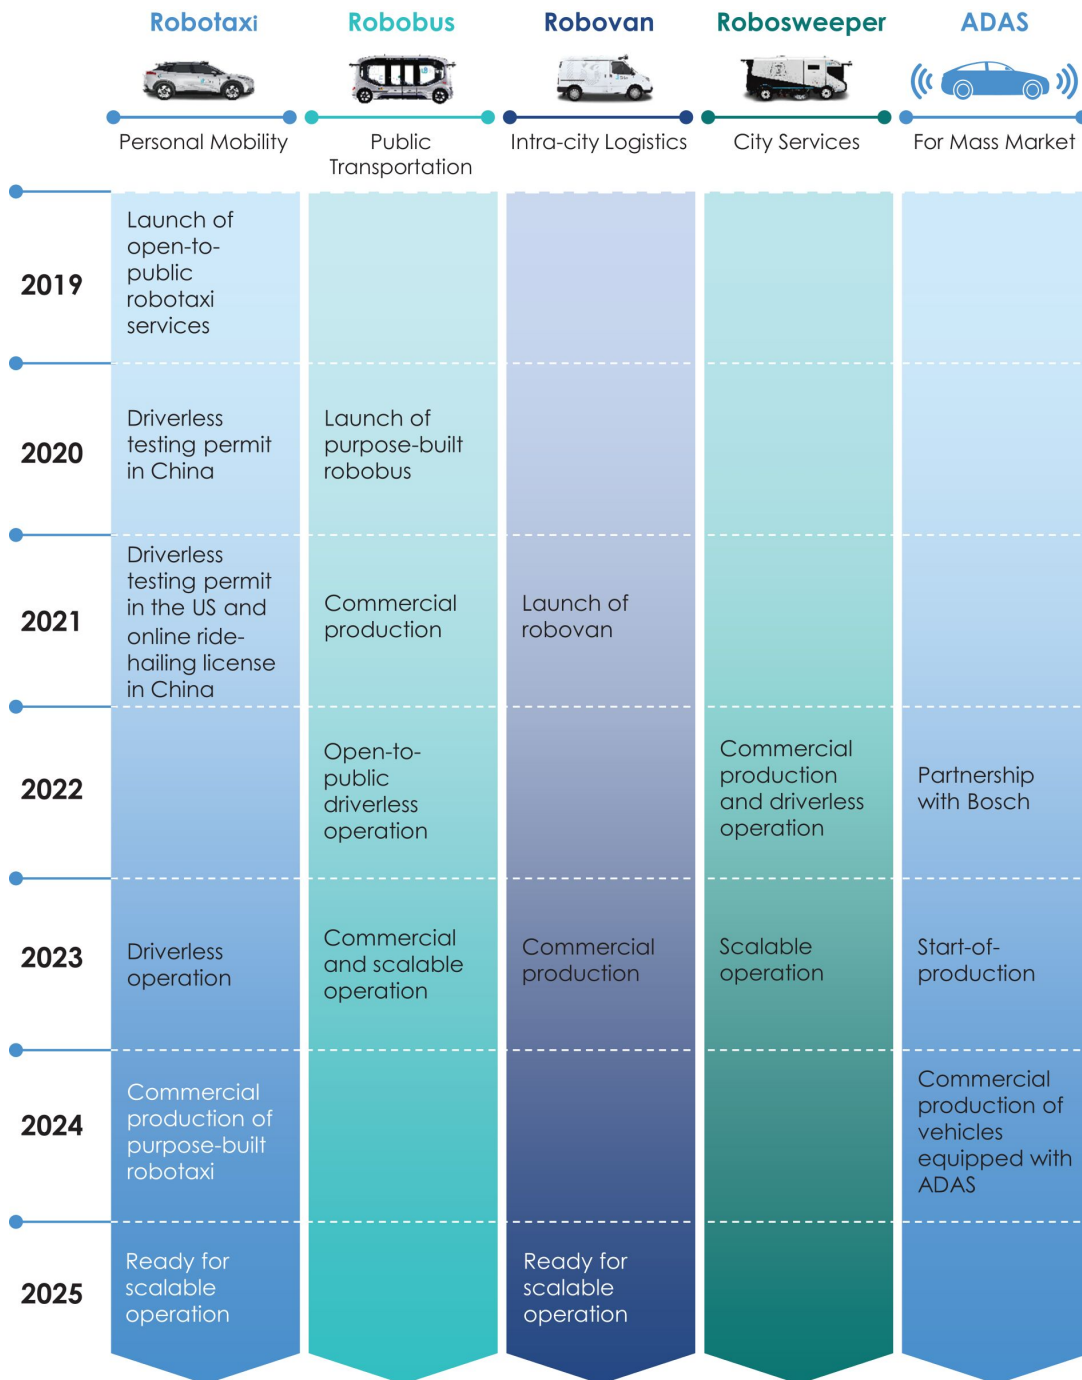 Robotaxi
Robobus
Robovan
Robosweeper
ADAS
Personal Mobility
Public
Transportation
Intra-city Logistics
City Services
For Mass Market
2019
Launch of
open-to-
public
robotaxi
services
2020
Driverless
testing permit
in China
Launch of
purpose-built
robobus
2021
Driverless
testing permit
in the US and
online ride-
hailing license
in China
Commercial
production
Launch of
robovan
2022
Open-to-
public
driverless
operation
Commercial
production
and driverless
operation
Partnership
with Bosch
2023
Driverless
operation
Commercial
and scalable
operation
Commercial
production
Scalable
operation
Start-of-
production
2024
Commercial
production of
purpose-built
robotaxi
Commercial
production of
vehicles
equipped with
ADAS
2025
Ready for
scalable
operation
Ready for
scalable
operation